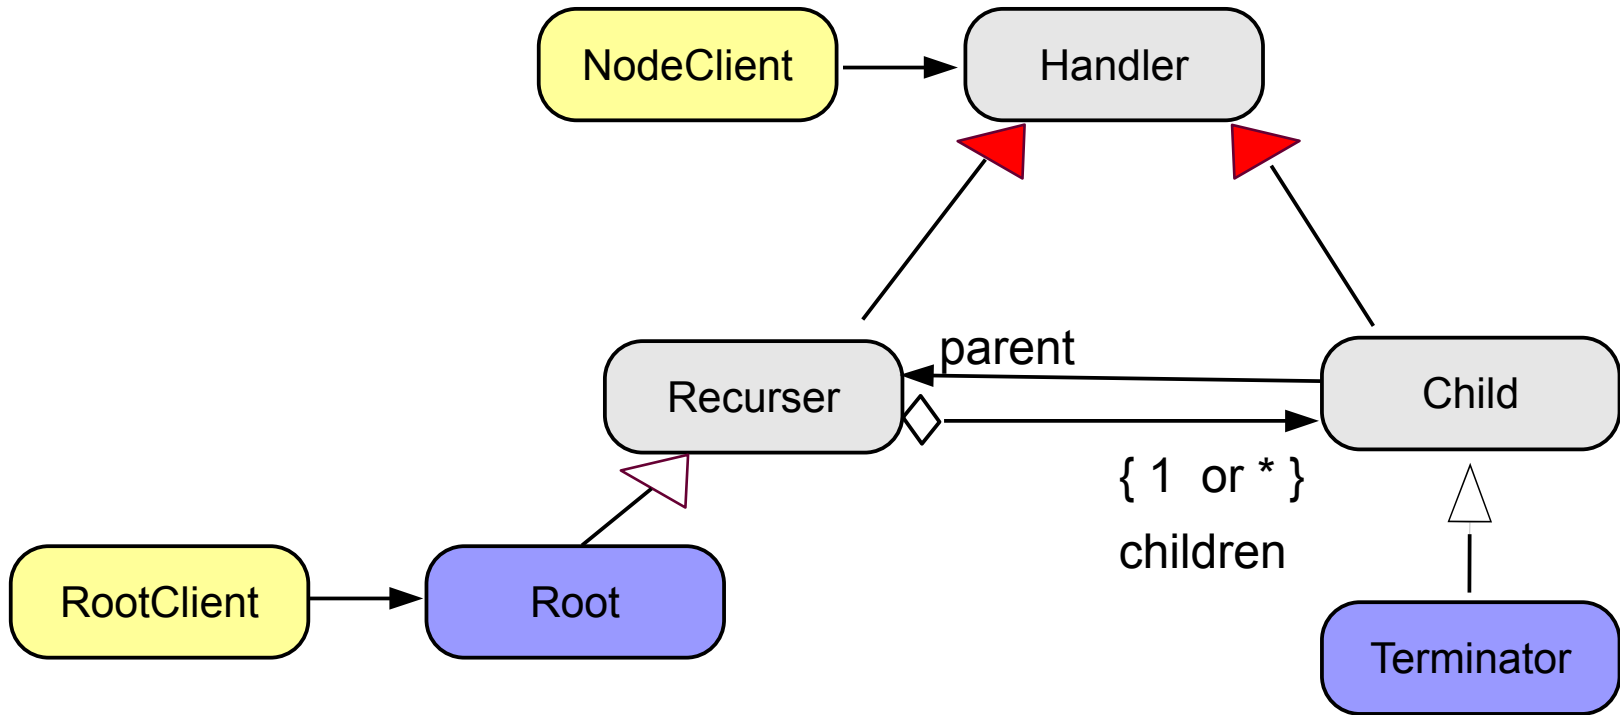 NodeClient
Handler
parent
Recurser
Child
{ 1 or * }
children
RootClient
Root
Terminator